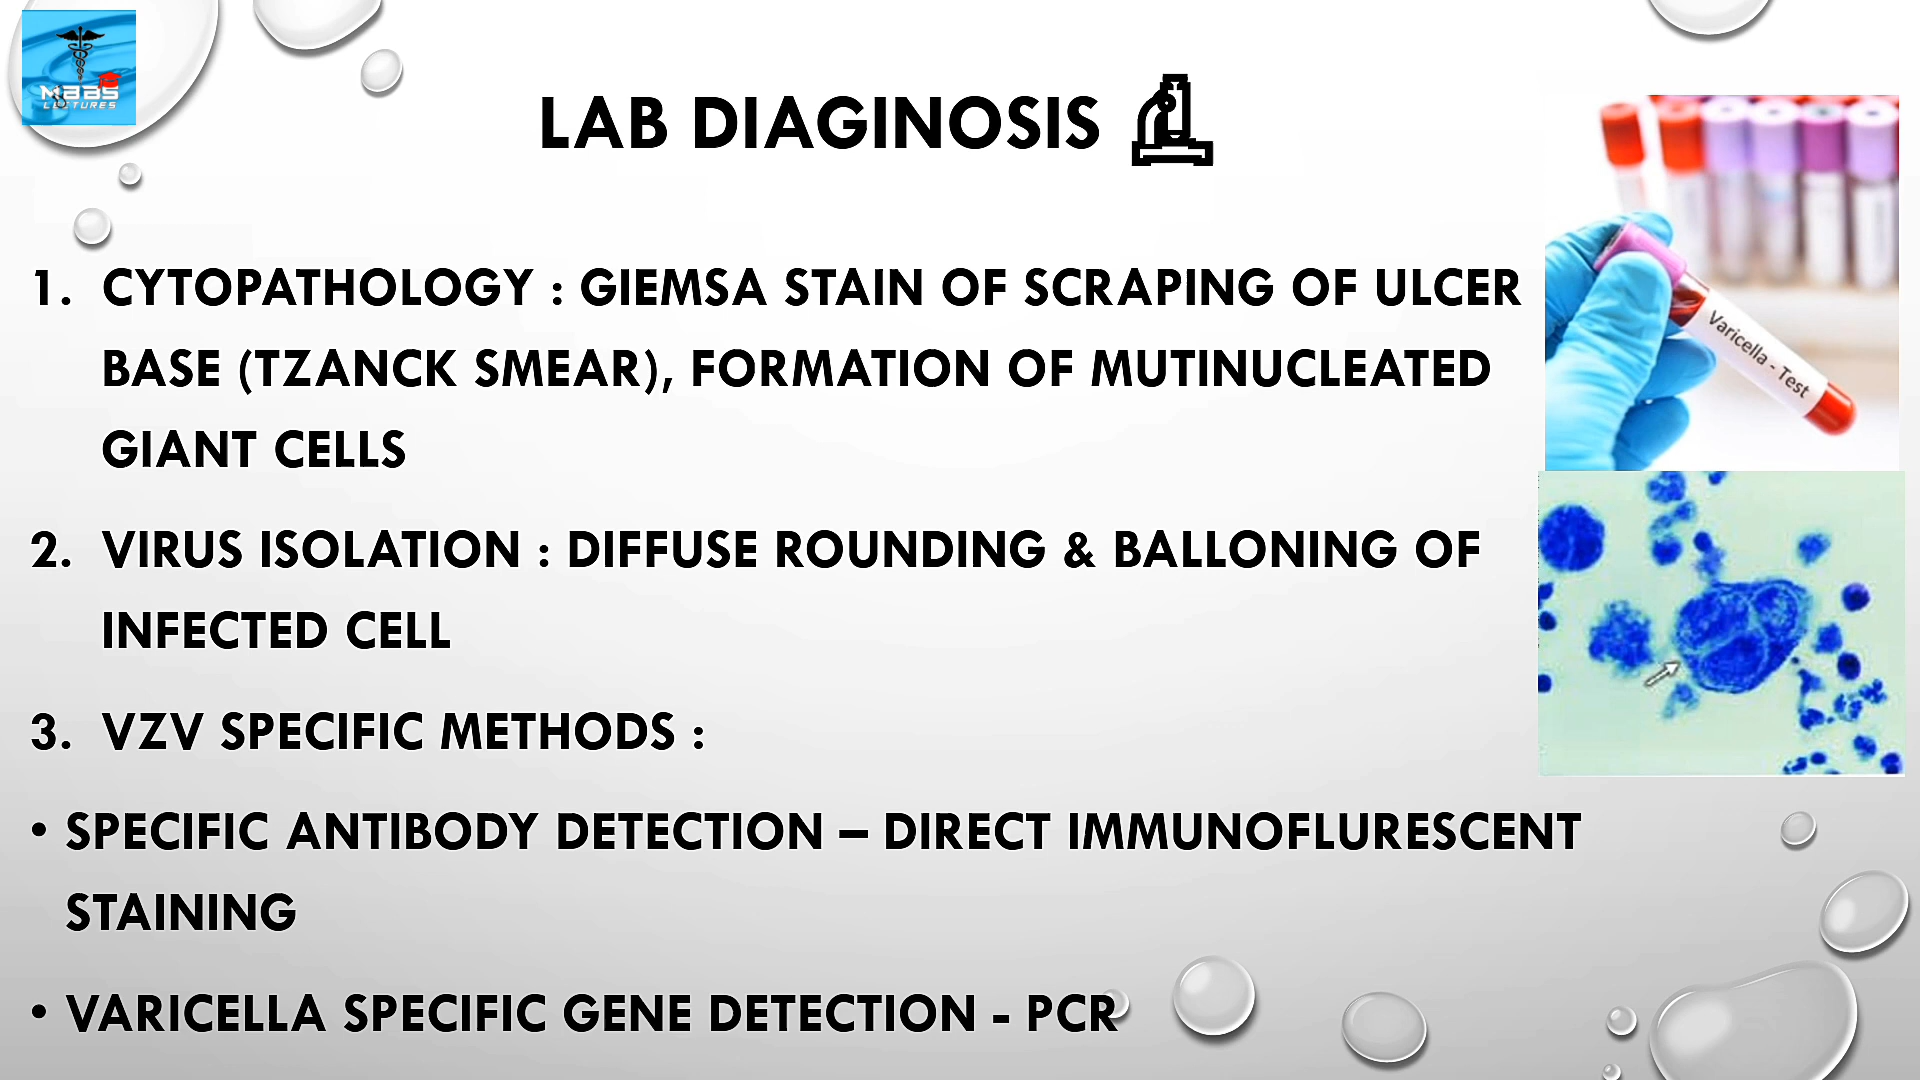 MBBS
LECTURES
LAB DIAGINOSIS
1. CYTOPATHOLOGY : GIEMSA STAIN OF SCRAPING OF ULCER
BASE (TZANCK SMEAR), FORMATION OF MUTINUCLEATED
GIANT CELLS
2. VIRUS ISOLATION : DIFFUSE ROUNDING & BALLONING OF
INFECTED CELL
3. VZV SPECIFIC METHODS :
• SPECIFIC ANTIBODY DETECTION – DIRECT IMMUNOFLURESCENT
STAINING
• VARICELLA SPECIFIC GENE DETECTION - PCR
Varicella - Test